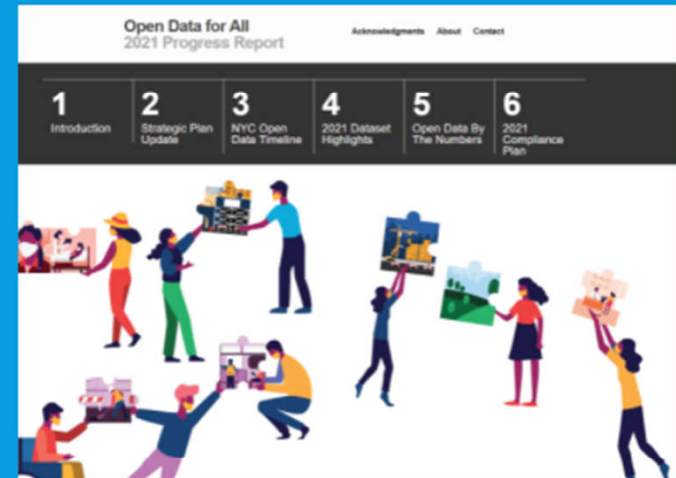 Open Data for All
2021 Progress Report
Acknowledgments About Contact
1
Introduction
2
Strategic Plan
Update
3
NYC Open
Data Timeline
4
2021 Dataset
Highlights
5
Open Data By
The Numbers
6
2021
Compliance
Plan